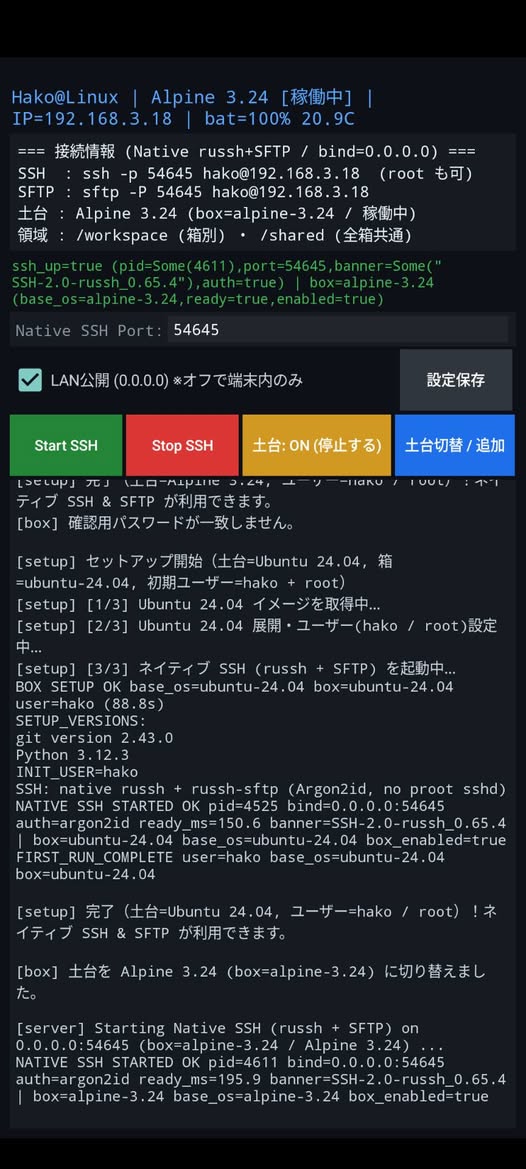 Hako@Linux | Alpine 3.24 [稼働中] |
IP=192.168.3.18 | bat=100% 20.9C
=== 接続情報 (Native russh+SFTP / bind=0.0.0.0) ===
SSH  : ssh -p 54645 hako@192.168.3.18  (root も可)
SFTP : sftp -P 54645 hako@192.168.3.18
土台 : Alpine 3.24 (box=alpine-3.24 / 稼働中)
領域 : /workspace (箱別) ・ /shared (全箱共通)
ssh_up=true (pid=Some(4611),port=54645,banner=Some("
SSH-2.0-russh_0.65.4"),auth=true) | box=alpine-3.24
(base_os=alpine-3.24,ready=true,enabled=true)
Native SSH Port: 54645
LAN公開 (0.0.0.0) ※オフで端末内のみ
設定保存
Start SSH
Stop SSH
土台: ON (停止する)
土台切替 / 追加
[setup] 完了（土台=Alpine 3.24, ユーザー=hako / root）！ネイ
ティブ SSH & SFTP が利用できます。
[box] 確認用パスワードが一致しません。
[setup] セットアップ開始（土台=Ubuntu 24.04, 箱
=ubuntu-24.04, 初期ユーザー=hako + root）
[setup] [1/3] Ubuntu 24.04 イメージを取得中…
[setup] [2/3] Ubuntu 24.04 展開・ユーザー(hako / root)設定
中…
[setup] [3/3] ネイティブ SSH (russh + SFTP) を起動中…
BOX SETUP OK base_os=ubuntu-24.04 box=ubuntu-24.04
user=hako (88.8s)
SETUP_VERSIONS:
git version 2.43.0
Python 3.12.3
INIT_USER=hako
SSH: native russh + russh-sftp (Argon2id, no proot sshd)
NATIVE SSH STARTED OK pid=4525 bind=0.0.0.0:54645
auth=argon2id ready_ms=150.6 banner=SSH-2.0-russh_0.65.4
| box=ubuntu-24.04 base_os=ubuntu-24.04 box_enabled=true
FIRST_RUN_COMPLETE user=hako base_os=ubuntu-24.04
box=ubuntu-24.04
[setup] 完了（土台=Ubuntu 24.04, ユーザー=hako / root）！ネ
イティブ SSH & SFTP が利用できます。
[box] 土台を Alpine 3.24 (box=alpine-3.24) に切り替えまし
た。
[server] Starting Native SSH (russh + SFTP) on
0.0.0.0:54645 (box=alpine-3.24 / Alpine 3.24) ...
NATIVE SSH STARTED OK pid=4611 bind=0.0.0.0:54645
auth=argon2id ready_ms=195.9 banner=SSH-2.0-russh_0.65.4
| box=alpine-3.24 base_os=alpine-3.24 box_enabled=true